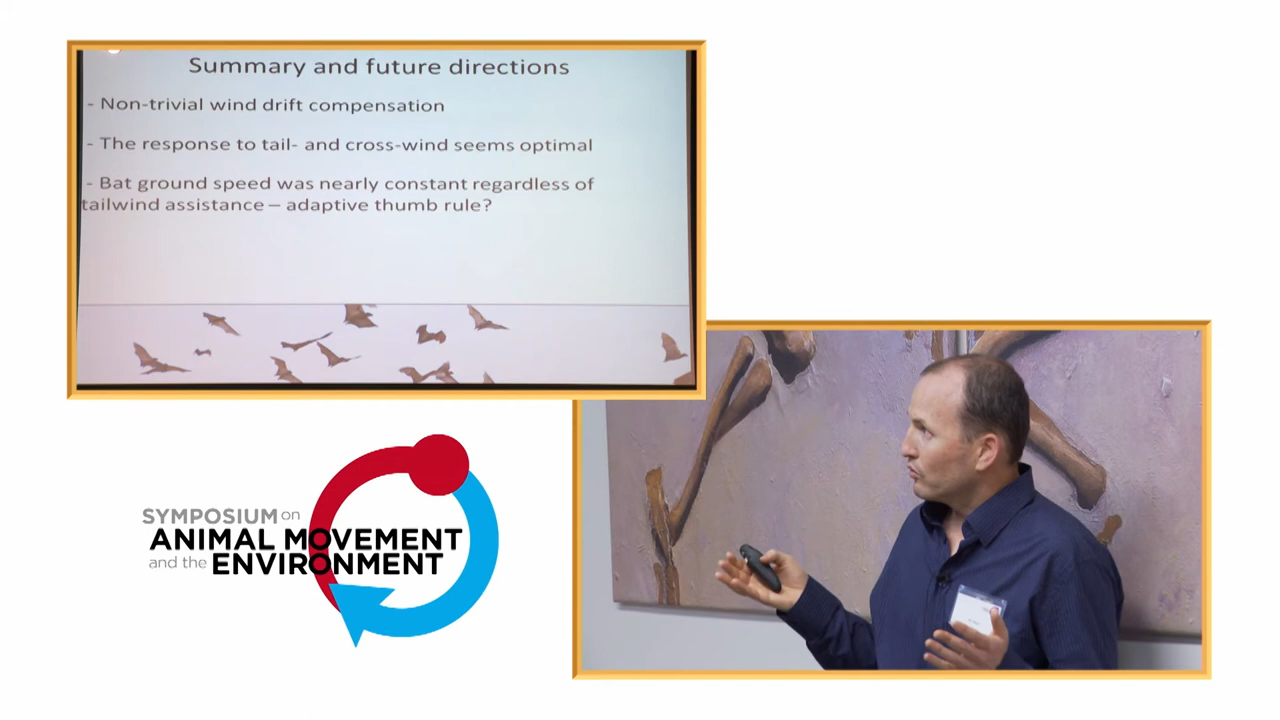 Summary and future directions
- Non-trivial wind drift compensation
- The response to tail- and cross-wind seems optimal
- Bat ground speed was nearly constant regardless of
tailwind assistance – adaptive thumb rule?
SYMPOSIUM on
ANIMAL MOVEMENT
and the ENVIRONMENT